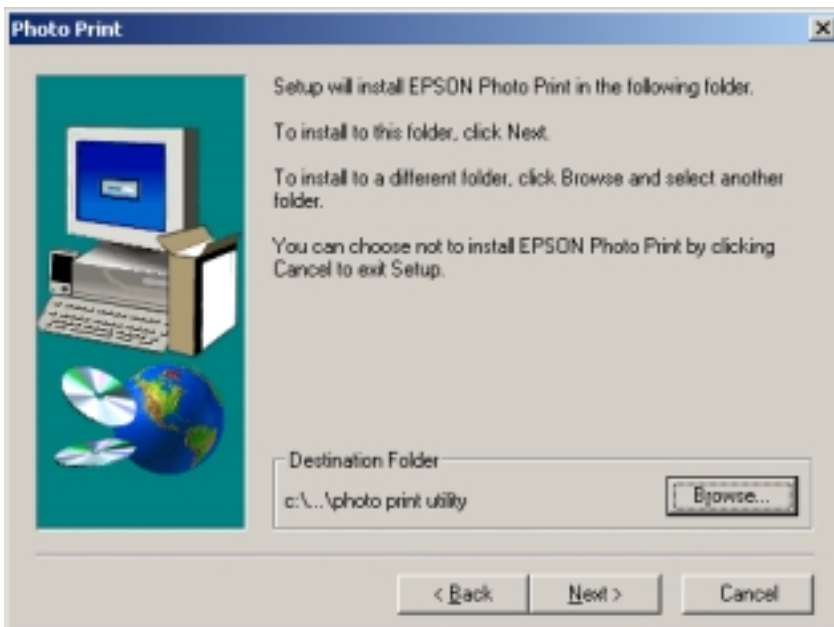 Photo Print
Setup will install EPSON Photo Print in the following folder.
To install to this folder, click Next.
To install to a different folder, click Browse and select another
folder.
You can choose not to install EPSON Photo Print by clicking
Cancel to exit Setup.
Destination Folder
c:\...\photo print utility
Browse...
< Back
Next >
Cancel